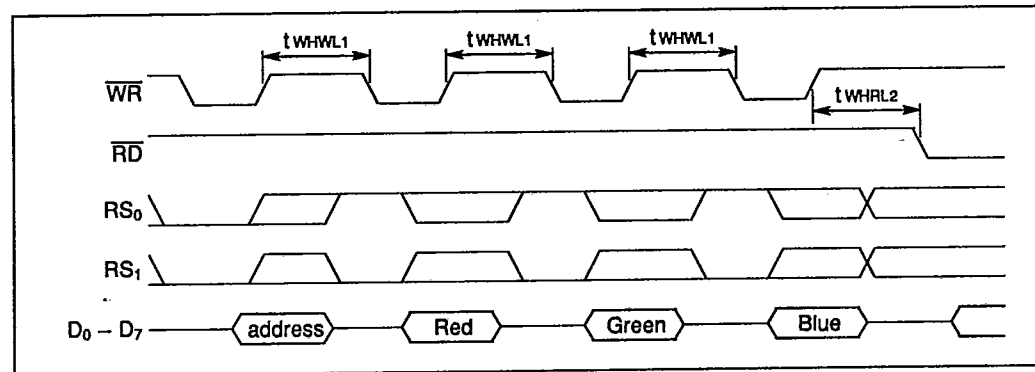 tWHWL1 tWHWL1 tWHWL1
WR
tWHRL2
RD
RS0
RS1
D0 – D7 address Red Green Blue